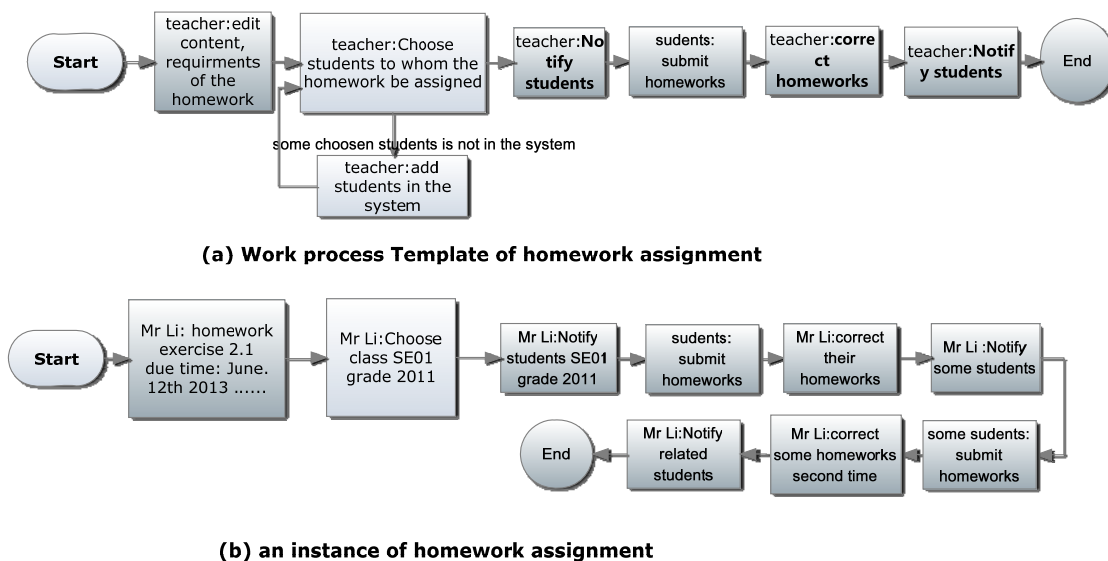 Start
teacher:edit
content,
requirments
of the
homework
teacher:Choose
students to whom the
homework be assigned
teacher:No
tify
students
sudents:
submit
homeworks
teacher:corre
ct
homeworks
teacher:Notif
y students
End
some choosen students is not in the system
teacher:add
students in the
system
(a) Work process Template of homework assignment
Start
Mr Li: homework
exercise 2.1
due time: June.
12th 2013 ......
Mr Li:Choose
class SE01
grade 2011
Mr Li:Notify
students SE01
grade 2011
sudents:
submit
homeworks
Mr Li:correct
their
homeworks
Mr Li :Notify
some students
some sudents:
submit
homeworks
Mr Li:correct
some homeworks
second time
Mr Li:Notify
related
students
End
(b) an instance of homework assignment